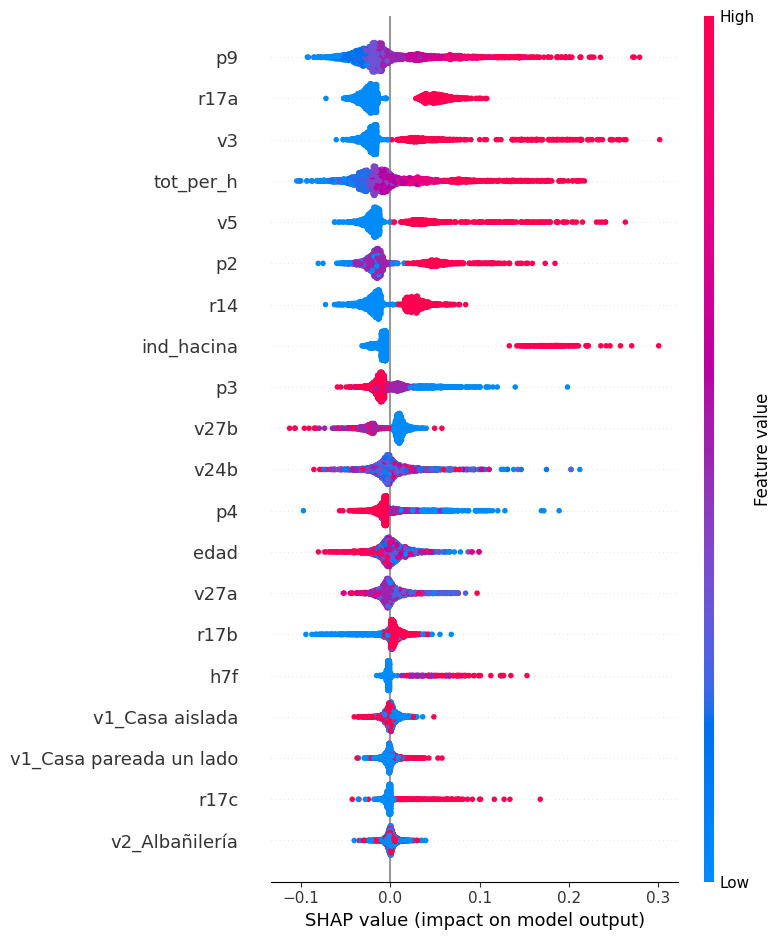 High
p9
r17a
v3
tot_per_h
v5
p2
r14
ind_hacina
p3
v27b
v24b
p4
edad
v27a
r17b
h7f
v1_Casa aislada
v1_Casa pareada un lado
r17c
v2_Albañilería
Low
−0.1 0.0 0.1 0.2 0.3
SHAP value (impact on model output)
Feature value